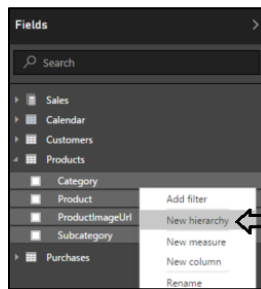 Fields
Search
Sales
Calendar
Customers
Products
Category
Product
Add filter
ProductImageUrl
New hierarchy
Subcategory
New measure
Purchases
New column
Rename